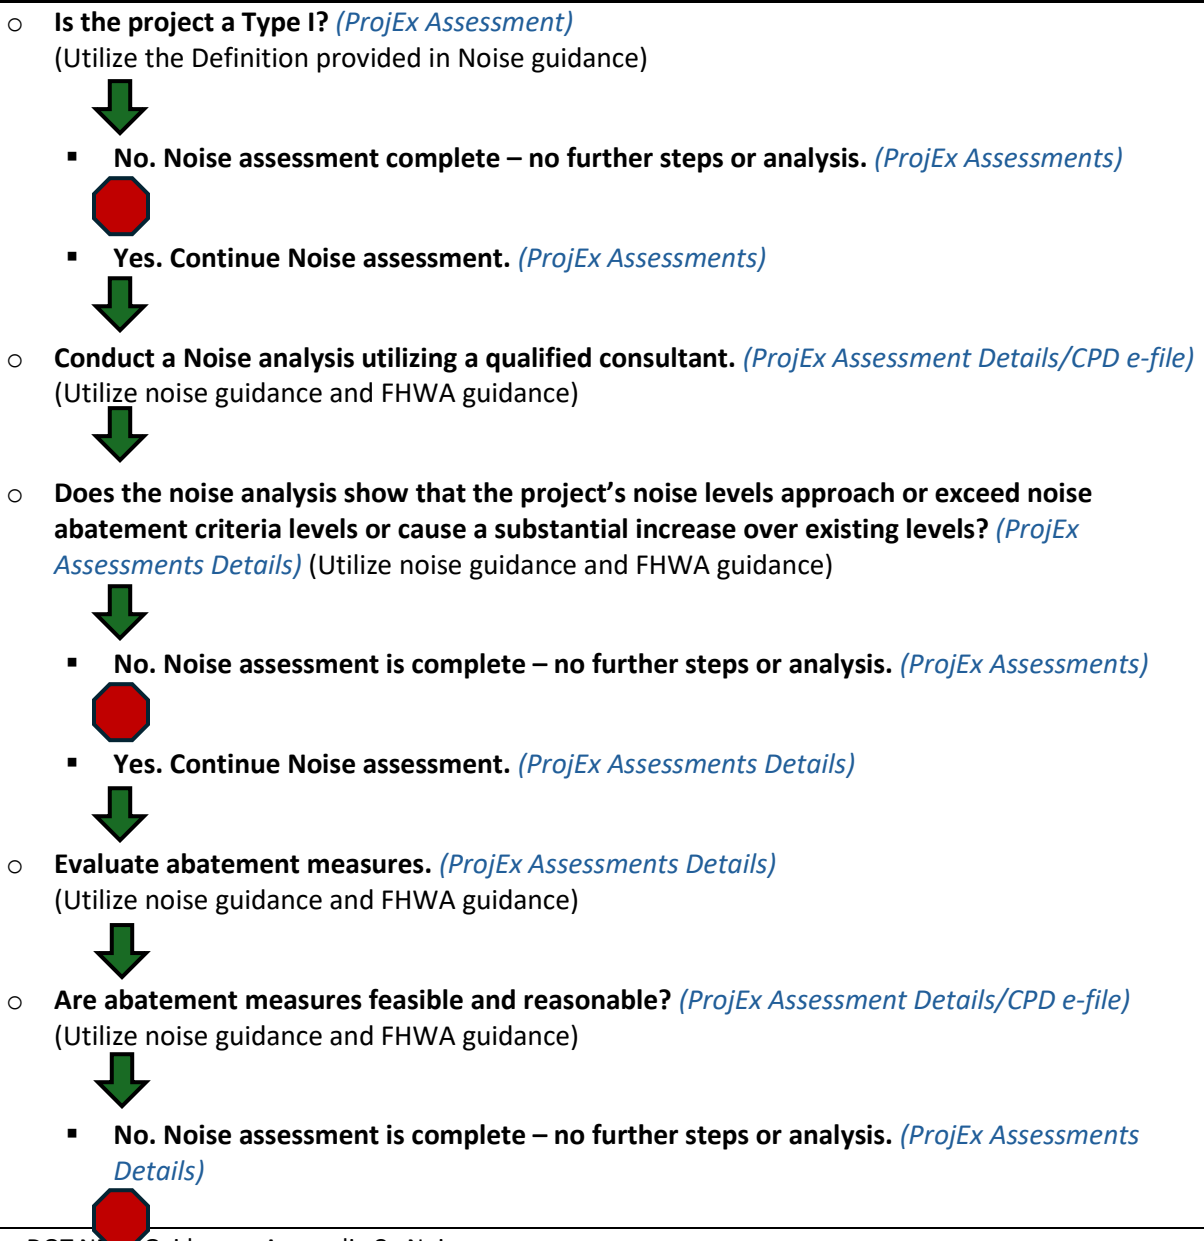 o Is the project a Type I? (ProjEx Assessment)
(Utilize the Definition provided in Noise guidance)
▪ No. Noise assessment complete – no further steps or analysis. (ProjEx Assessments)
▪ Yes. Continue Noise assessment. (ProjEx Assessments)
o Conduct a Noise analysis utilizing a qualified consultant. (ProjEx Assessment Details/CPD e-file)
(Utilize noise guidance and FHWA guidance)
o Does the noise analysis show that the project’s noise levels approach or exceed noise
abatement criteria levels or cause a substantial increase over existing levels? (ProjEx
Assessments Details) (Utilize noise guidance and FHWA guidance)
▪ No. Noise assessment is complete – no further steps or analysis. (ProjEx Assessments)
▪ Yes. Continue Noise assessment. (ProjEx Assessments Details)
o Evaluate abatement measures. (ProjEx Assessments Details)
(Utilize noise guidance and FHWA guidance)
o Are abatement measures feasible and reasonable? (ProjEx Assessment Details/CPD e-file)
(Utilize noise guidance and FHWA guidance)
▪ No. Noise assessment is complete – no further steps or analysis. (ProjEx Assessments
Details)